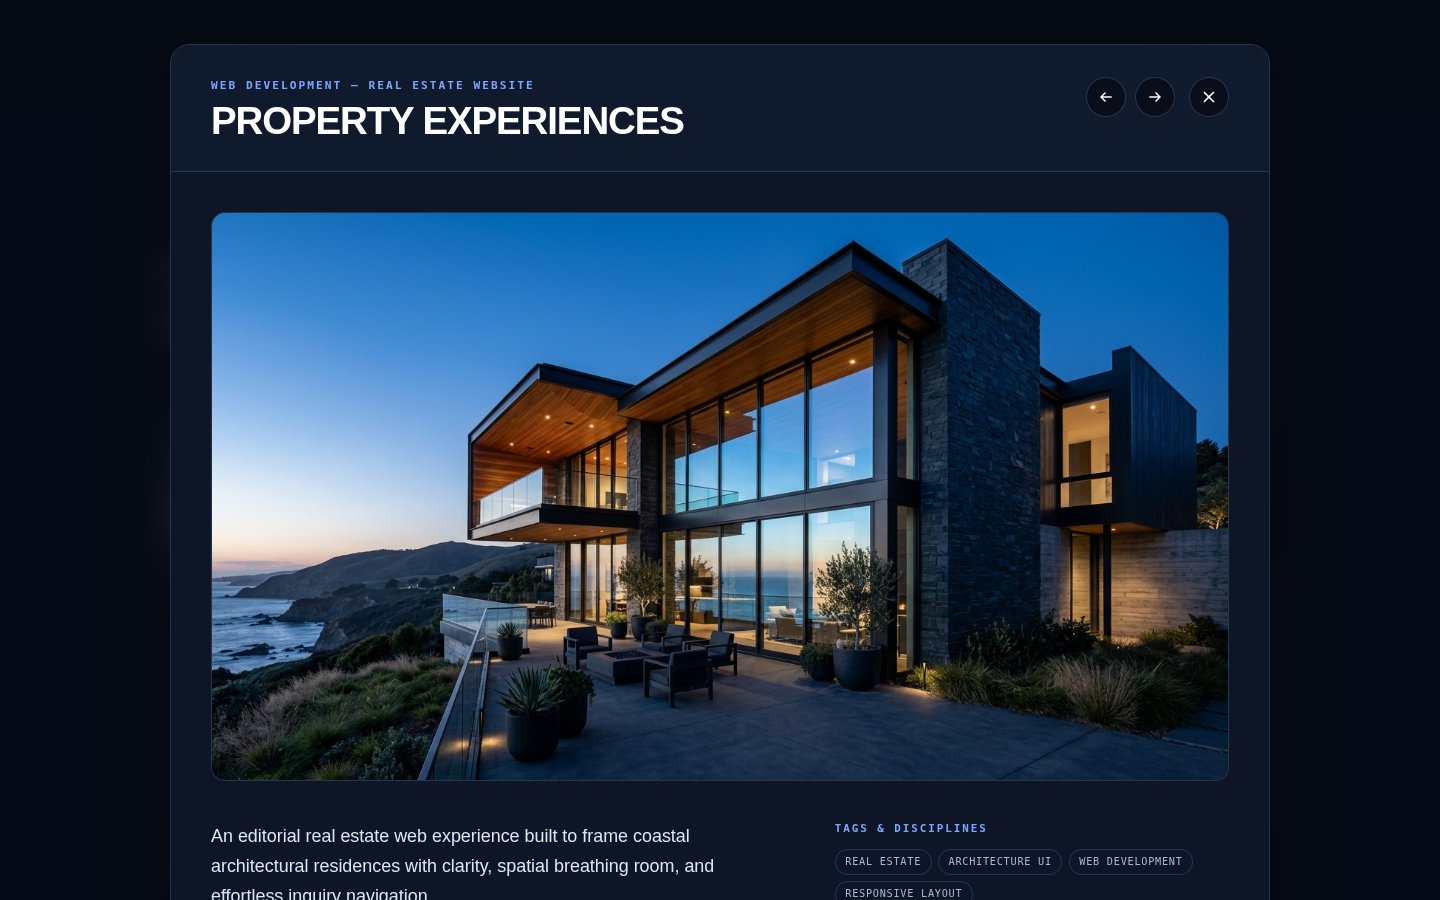 WEB DEVELOPMENT — REAL ESTATE WEBSITE
PROPERTY EXPERIENCES
An editorial real estate web experience built to frame coastal
architectural residences with clarity, spatial breathing room, and
effortless inquiry navigation.
TAGS & DISCIPLINES
REAL ESTATE
ARCHITECTURE UI
WEB DEVELOPMENT
RESPONSIVE LAYOUT